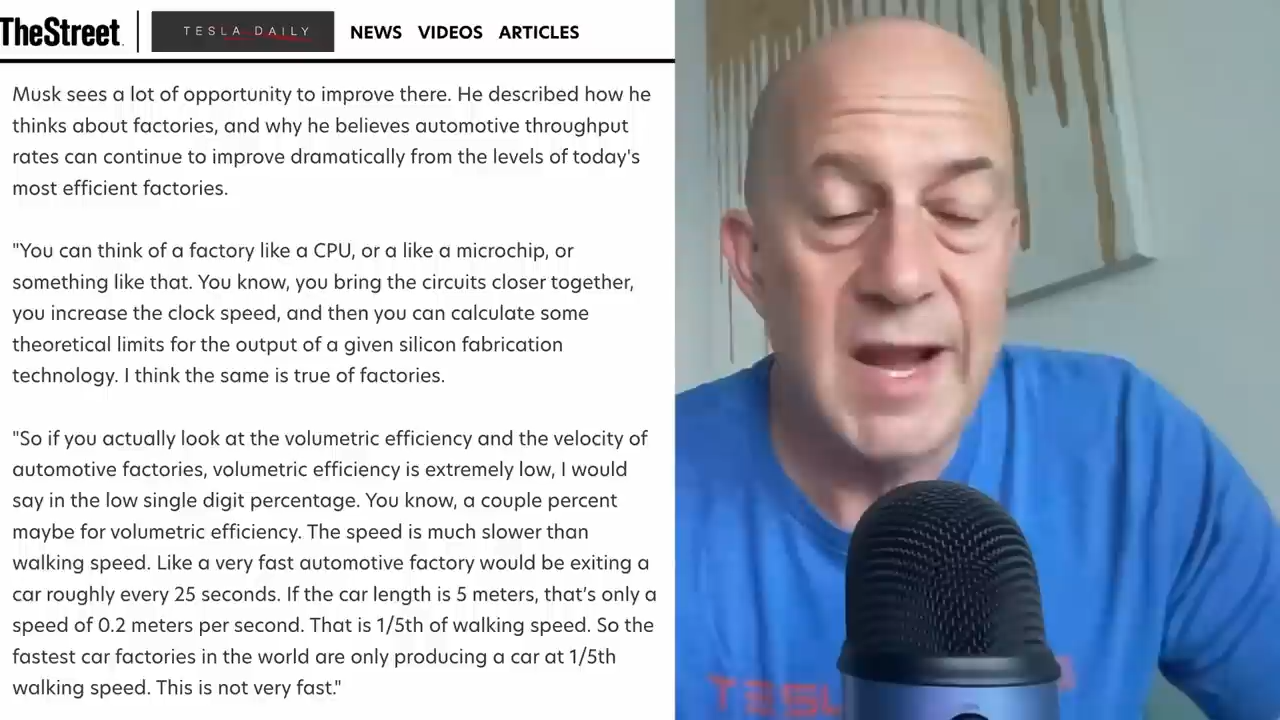 TheStreet.
TESLA DAILY
NEWS VIDEOS ARTICLES
Musk sees a lot of opportunity to improve there. He described how he
thinks about factories, and why he believes automotive throughput
rates can continue to improve dramatically from the levels of today's
most efficient factories.
"You can think of a factory like a CPU, or a like a microchip, or
something like that. You know, you bring the circuits closer together,
you increase the clock speed, and then you can calculate some
theoretical limits for the output of a given silicon fabrication
technology. I think the same is true of factories.
"So if you actually look at the volumetric efficiency and the velocity of
automotive factories, volumetric efficiency is extremely low, I would
say in the low single digit percentage. You know, a couple percent
maybe for volumetric efficiency. The speed is much slower than
walking speed. Like a very fast automotive factory would be exiting a
car roughly every 25 seconds. If the car length is 5 meters, that’s only a
speed of 0.2 meters per second. That is 1/5th of walking speed. So the
fastest car factories in the world are only producing a car at 1/5th
walking speed. This is not very fast."